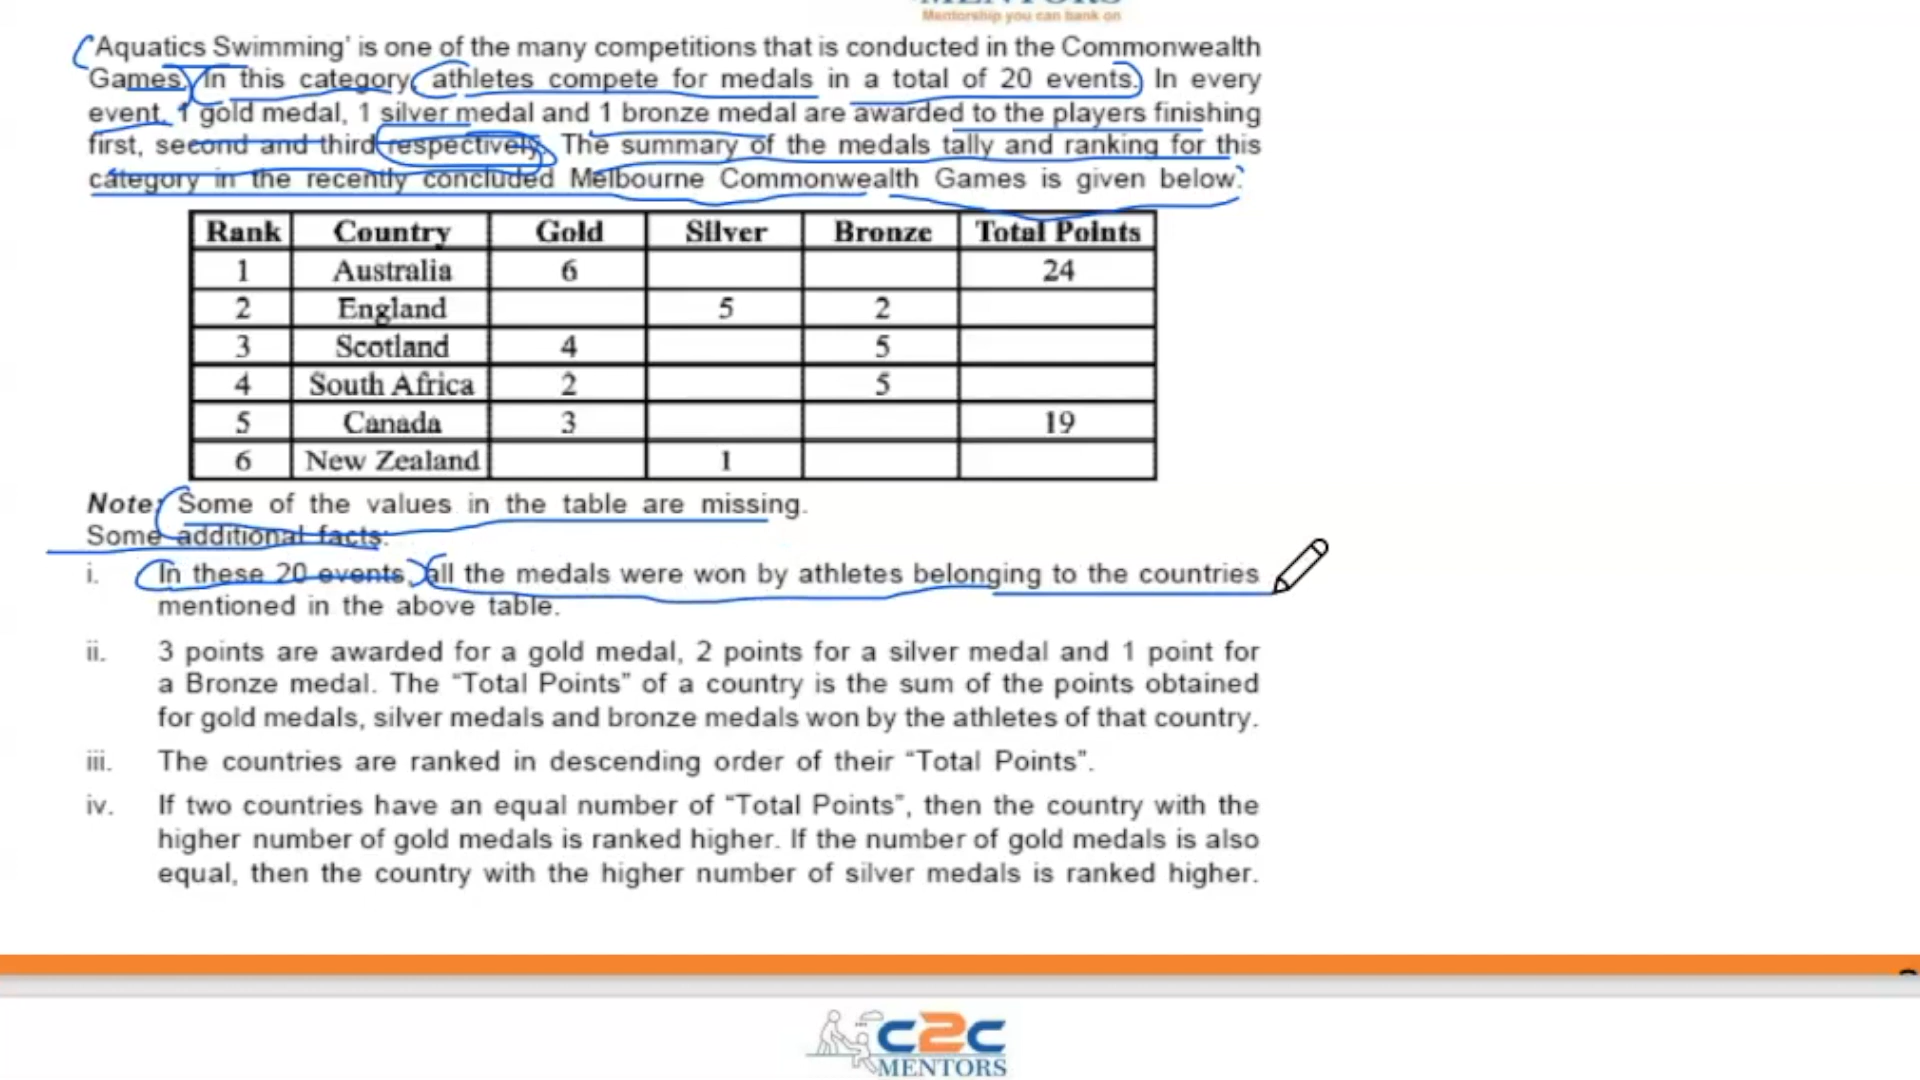 Mentorship you can bank on
'Aquatics Swimming' is one of the many competitions that is conducted in the Commonwealth
Games. In this category, athletes compete for medals in a total of 20 events. In every
event, 1 gold medal, 1 silver medal and 1 bronze medal are awarded to the players finishing
first, second and third respectively. The summary of the medals tally and ranking for this
category in the recently concluded Melbourne Commonwealth Games is given below.
Rank Country Gold Silver Bronze Total Points
1 Australia 6 24
2 England 5 2
3 Scotland 4 5
4 South Africa 2 5
5 Canada 3 19
6 New Zealand 1
Note: Some of the values in the table are missing.
Some additional facts:
i. In these 20 events, all the medals were won by athletes belonging to the countries
mentioned in the above table.
ii. 3 points are awarded for a gold medal, 2 points for a silver medal and 1 point for
a Bronze medal. The “Total Points” of a country is the sum of the points obtained
for gold medals, silver medals and bronze medals won by the athletes of that country.
iii. The countries are ranked in descending order of their “Total Points”.
iv. If two countries have an equal number of “Total Points”, then the country with the
higher number of gold medals is ranked higher. If the number of gold medals is also
equal, then the country with the higher number of silver medals is ranked higher.
C2C
MENTORS